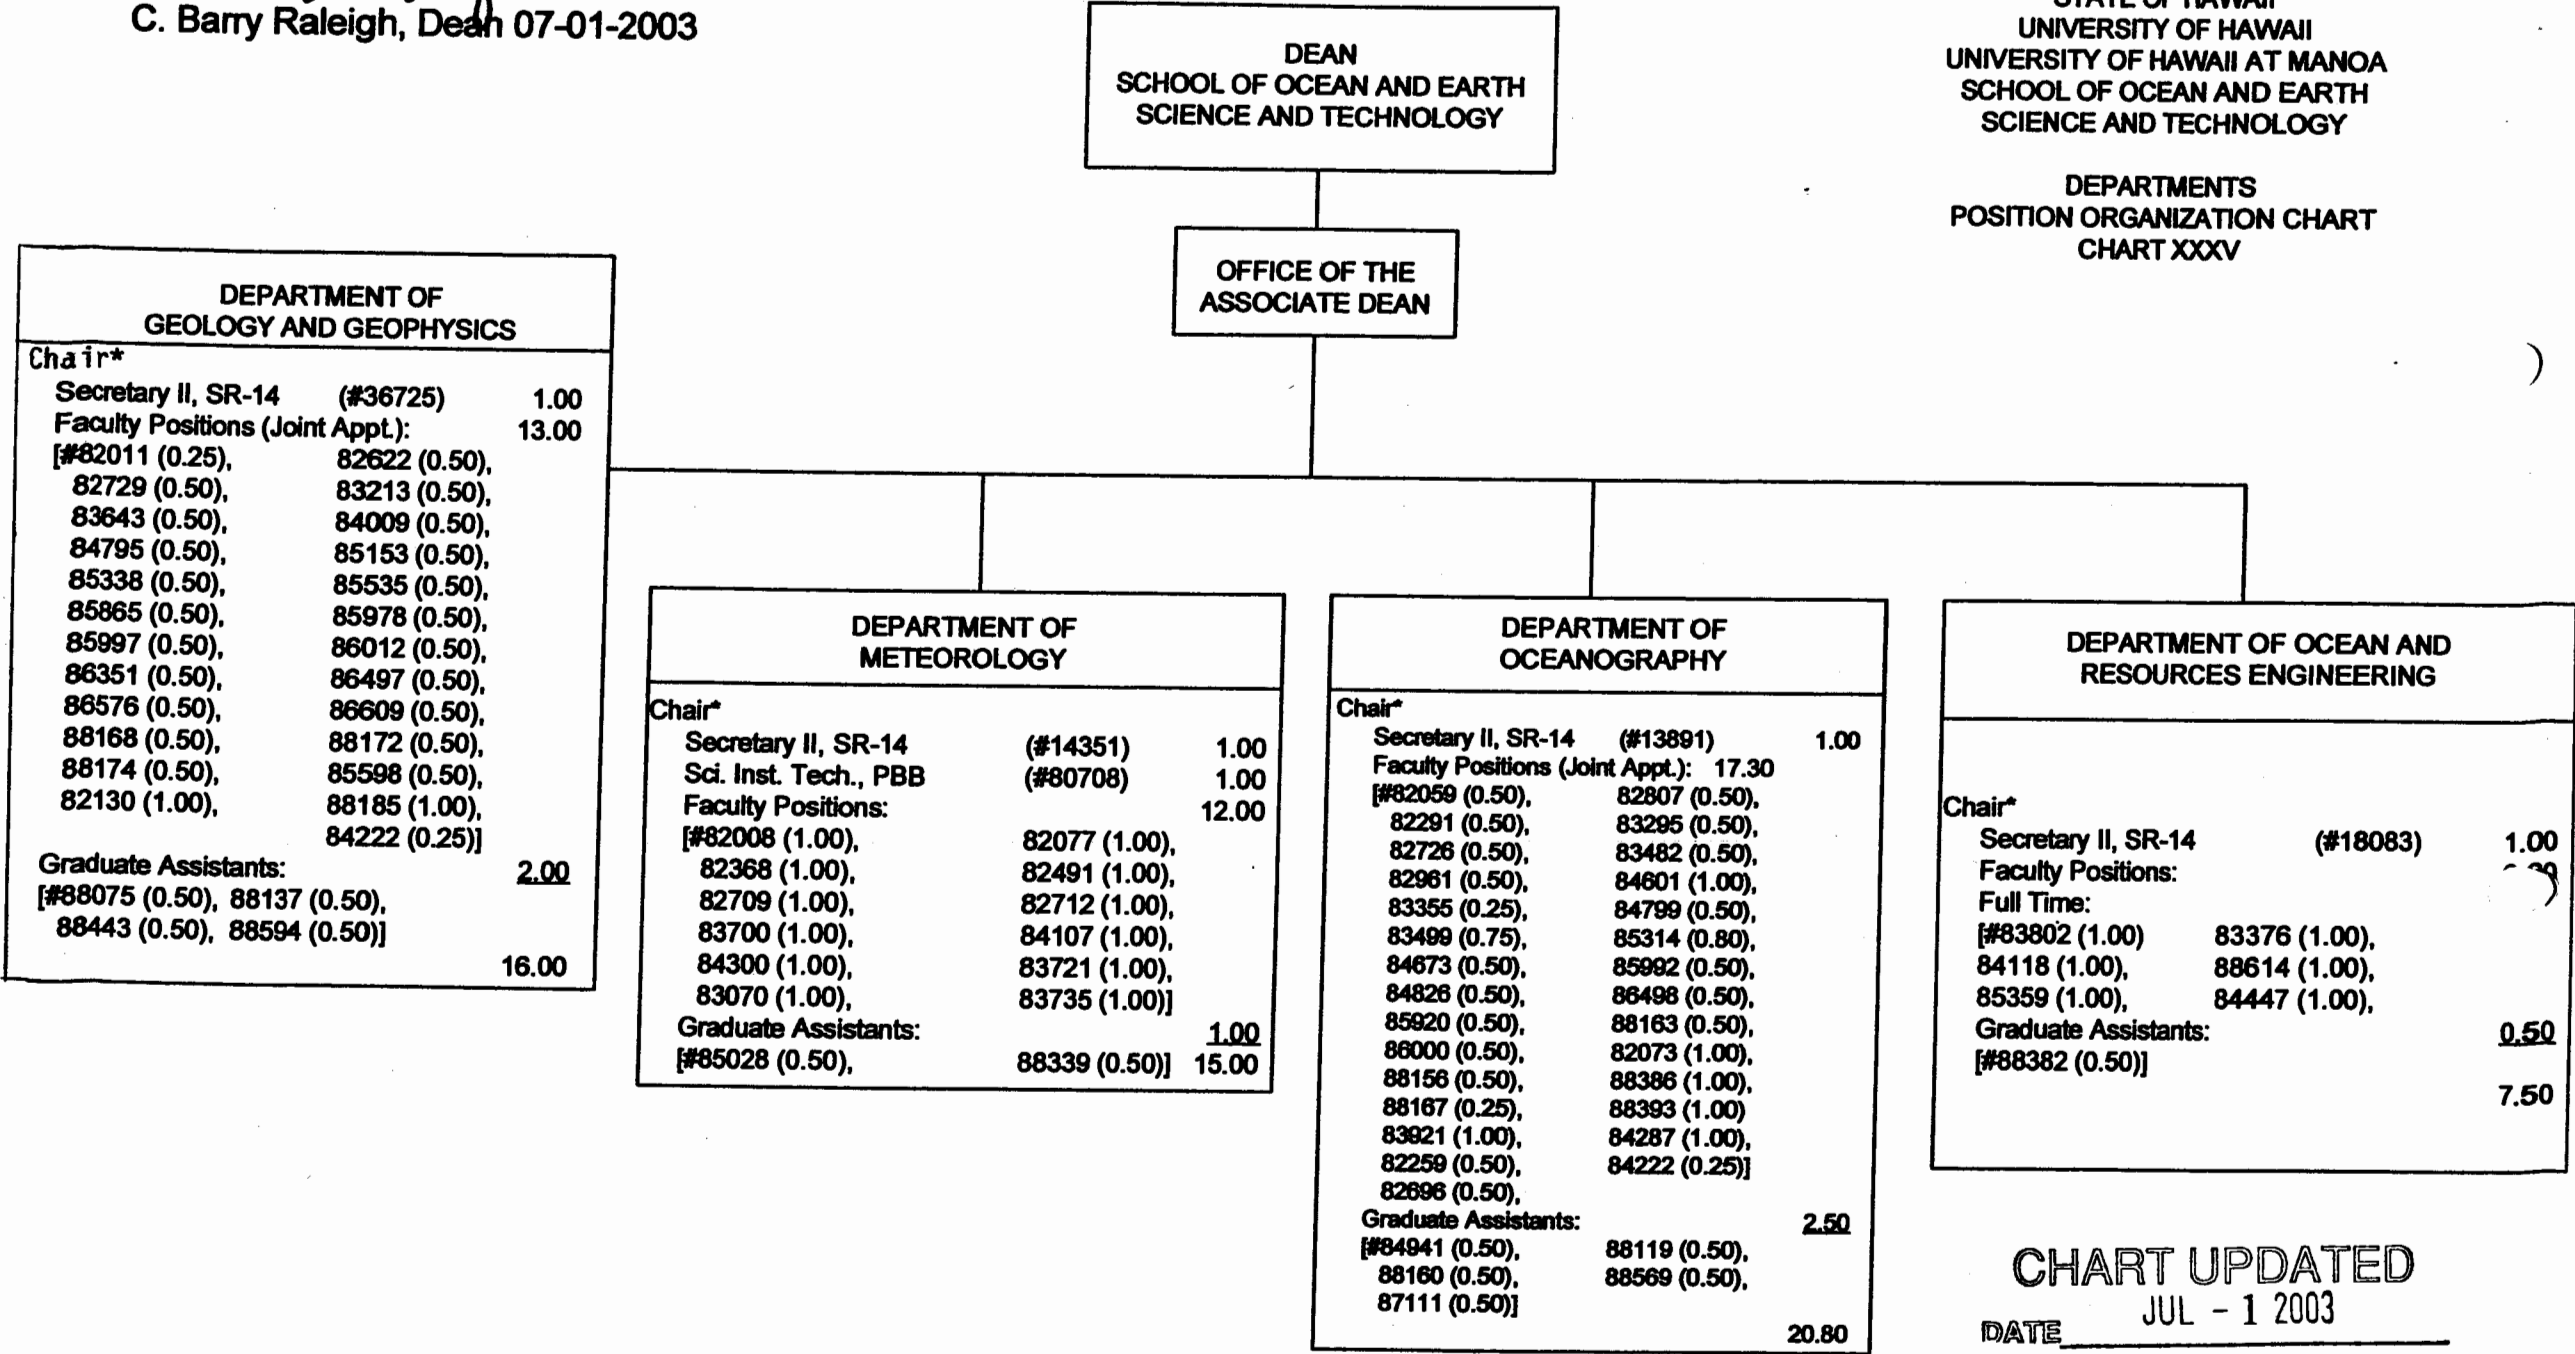 C. Barry Raleigh, Dean 07-01-2003
STATE OF HAWAII
UNIVERSITY OF HAWAII
UNIVERSITY OF HAWAII AT MANOA
SCHOOL OF OCEAN AND EARTH
SCIENCE AND TECHNOLOGY
DEPARTMENTS
POSITION ORGANIZATION CHART
CHART XXXV
DEAN
SCHOOL OF OCEAN AND EARTH
SCIENCE AND TECHNOLOGY
OFFICE OF THE
ASSOCIATE DEAN
DEPARTMENT OF
GEOLOGY AND GEOPHYSICS
Chair*
Secretary II, SR-14 (#36725) 1.00
Faculty Positions (Joint Appt.): 13.00
[#82011 (0.25), 82622 (0.50),
82729 (0.50), 83213 (0.50),
83643 (0.50), 84009 (0.50),
84795 (0.50), 85153 (0.50),
85338 (0.50), 85535 (0.50),
85865 (0.50), 85978 (0.50),
85997 (0.50), 86012 (0.50),
86351 (0.50), 86497 (0.50),
86576 (0.50), 86609 (0.50),
88168 (0.50), 88172 (0.50),
88174 (0.50), 85598 (0.50),
82130 (1.00), 88185 (1.00),
84222 (0.25)]
Graduate Assistants: 2.00
[#88075 (0.50), 88137 (0.50),
88443 (0.50), 88594 (0.50)]
16.00
DEPARTMENT OF
METEOROLOGY
Chair*
Secretary II, SR-14 (#14351) 1.00
Sci. Inst. Tech., PBB (#80708) 1.00
Faculty Positions: 12.00
[#82008 (1.00), 82077 (1.00),
82368 (1.00), 82491 (1.00),
82709 (1.00), 82712 (1.00),
83700 (1.00), 84107 (1.00),
84300 (1.00), 83721 (1.00),
83070 (1.00), 83735 (1.00)]
Graduate Assistants: 1.00
[#85028 (0.50), 88339 (0.50)] 15.00
DEPARTMENT OF
OCEANOGRAPHY
Chair*
Secretary II, SR-14 (#13891) 1.00
Faculty Positions (Joint Appt.): 17.30
[#82059 (0.50), 82807 (0.50),
82291 (0.50), 83295 (0.50),
82726 (0.50), 83482 (0.50),
82961 (0.50), 84601 (1.00),
83355 (0.25), 84799 (0.50),
83499 (0.75), 85314 (0.80),
84673 (0.50), 85992 (0.50),
84826 (0.50), 86498 (0.50),
85920 (0.50), 88163 (0.50),
86000 (0.50), 82073 (1.00),
88156 (0.50), 88386 (1.00),
88167 (0.25), 88393 (1.00)
83921 (1.00), 84287 (1.00),
82259 (0.50), 84222 (0.25)]
82696 (0.50),
Graduate Assistants: 2.50
[#84941 (0.50), 88119 (0.50),
88160 (0.50), 88569 (0.50),
87111 (0.50)]
20.80
DEPARTMENT OF OCEAN AND
RESOURCES ENGINEERING
Chair*
Secretary II, SR-14 (#18083) 1.00
Faculty Positions:
Full Time:
[#83802 (1.00) 83376 (1.00),
84118 (1.00), 88614 (1.00),
85359 (1.00), 84447 (1.00),
Graduate Assistants: 0.50
[#88382 (0.50)]
7.50
CHART UPDATED
DATE JUL - 1 2003